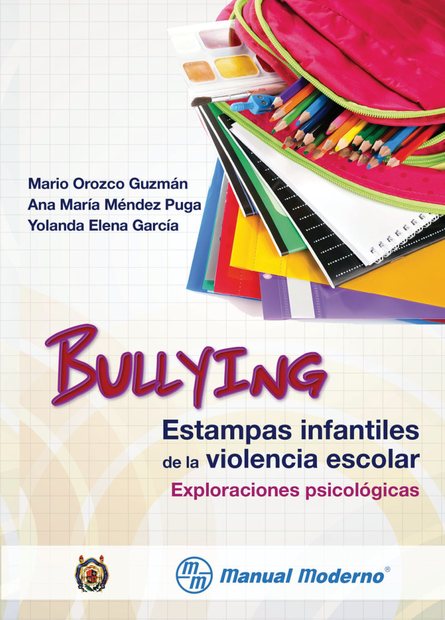 Mario Orozco Guzmán
Ana María Méndez Puga
Yolanda Elena García
BULLYING
Estampas infantiles
de la violencia escolar
Exploraciones psicológicas
mm Manual Moderno®